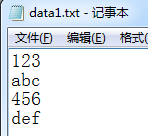 data1.txt - 记事本
文件(F) 编辑(E) 格式(
123
abc
456
def